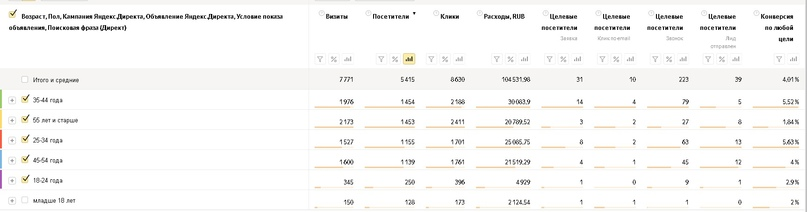 Возраст, Пол, Кампания Яндекс.Директа, Объявление Яндекс.Директа, Условие показа
объявления, Поисковая фраза (Директ)
Визиты
Посетители
Клики
Расходы, RUB
Целевые
посетители
Заявка
Целевые
посетители
Клик по email
Целевые
посетители
Звонок
Целевые
посетители
Лид
отправлен
Конверсия
по любой
цели
Итого и средние 7 771 5 415 8 630 104 531,98 31 10 223 39 4,01 %
35-44 года 1 976 1 454 2 188 30 083,9 14 4 79 5 5,52 %
55 лет и старше 2 173 1 453 2 411 20 789,52 3 2 27 8 1,84 %
25-34 года 1 527 1 155 1 701 25 085,75 8 2 63 13 5,63 %
45-54 года 1 600 1 139 1 761 21 519,29 4 1 45 12 4 %
18-24 года 345 250 396 4 929 1 0 9 1 2,9 %
младше 18 лет 150 128 173 2 124,54 1 1 1 0 2 %